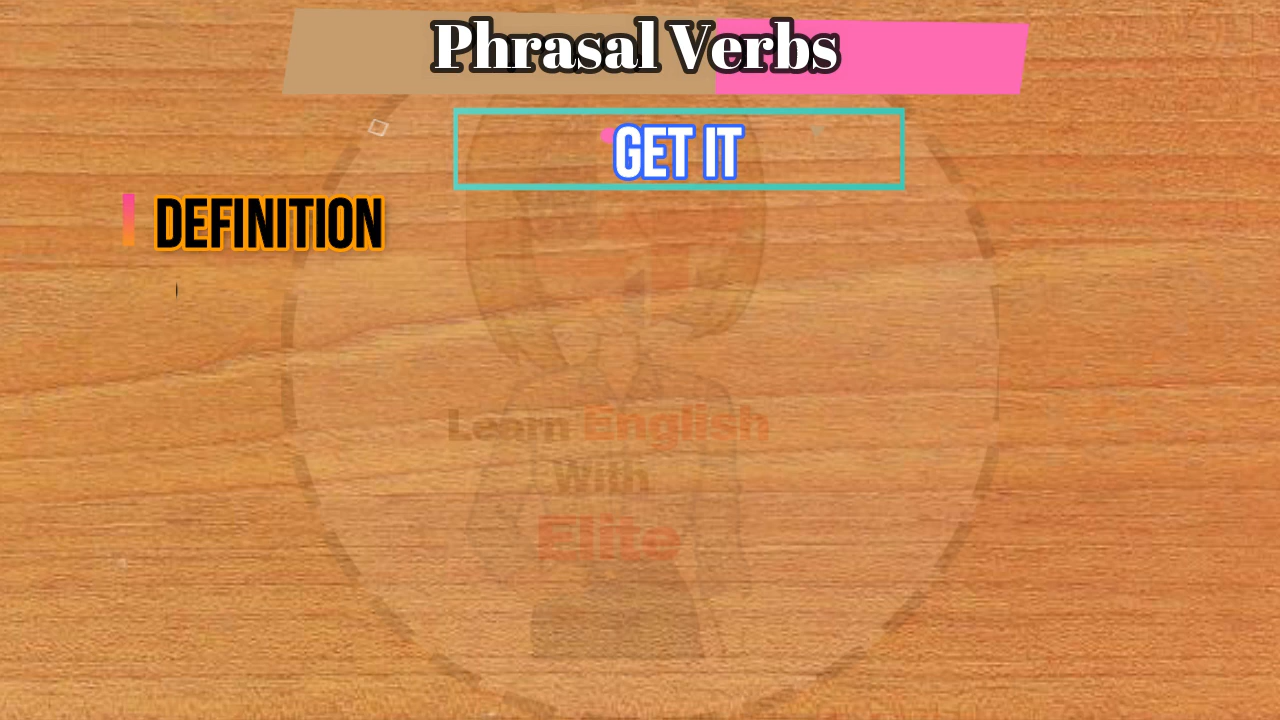 Phrasal Verbs
GET IT
DEFINITION
Learn English
With
Elite